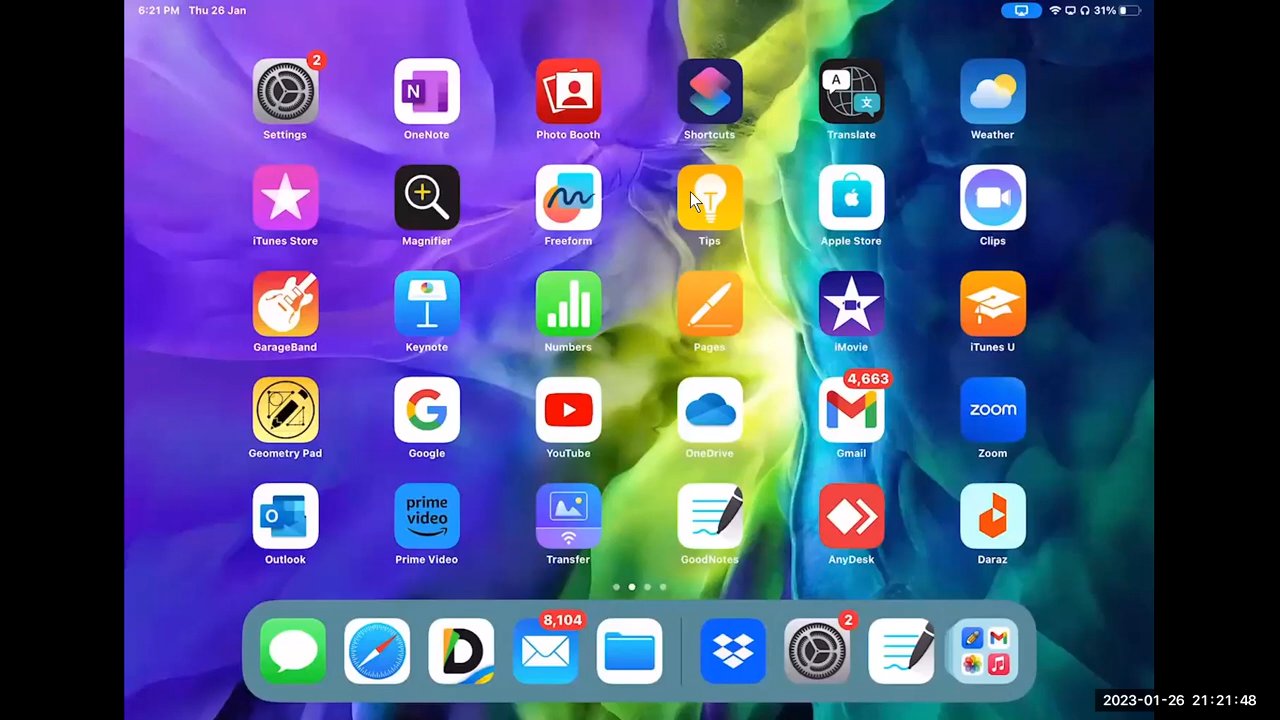 6:21 PM Thu 26 Jan
31%
2
Settings
N
OneNote
Photo Booth
Shortcuts
A
文
Translate
Weather
iTunes Store
Magnifier
Freeform
T
Tips
Apple Store
Clips
GarageBand
Keynote
Numbers
Pages
iMovie
iTunes U
Geometry Pad
G
Google
YouTube
OneDrive
4,663
M
Gmail
zoom
Zoom
O
Outlook
prime
video
Prime Video
Transfer
GoodNotes
AnyDesk
Daraz
D
8,104
2
2023-01-26 21:21:48